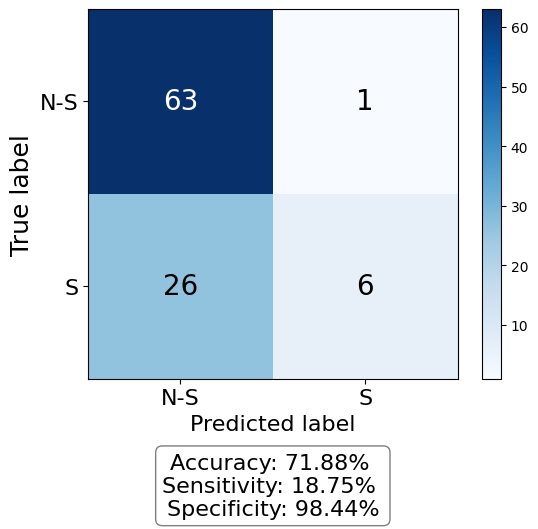 60
N-S
63
1
50
40
True label
30
S
26
6
20
10
N-S
S
Predicted label
Accuracy: 71.88%
Sensitivity: 18.75%
Specificity: 98.44%